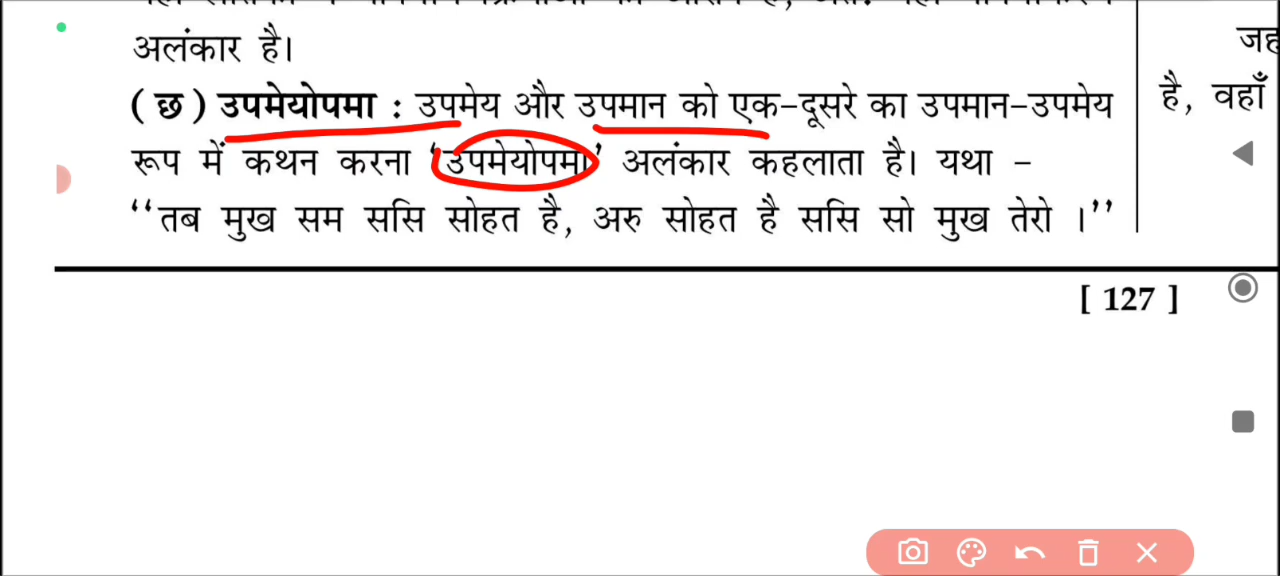 अलंकार है।
( छ ) उपमेयोपमा : उपमेय और उपमान को एक-दूसरे का उपमान-उपमेय
रूप में कथन करना ‘उपमेयोपमा’ अलंकार कहलाता है। यथा –
‘‘तब मुख सम ससि सोहत है, अरु सोहत है ससि सो मुख तेरो ।’’
[ 127 ]
है, वहाँ